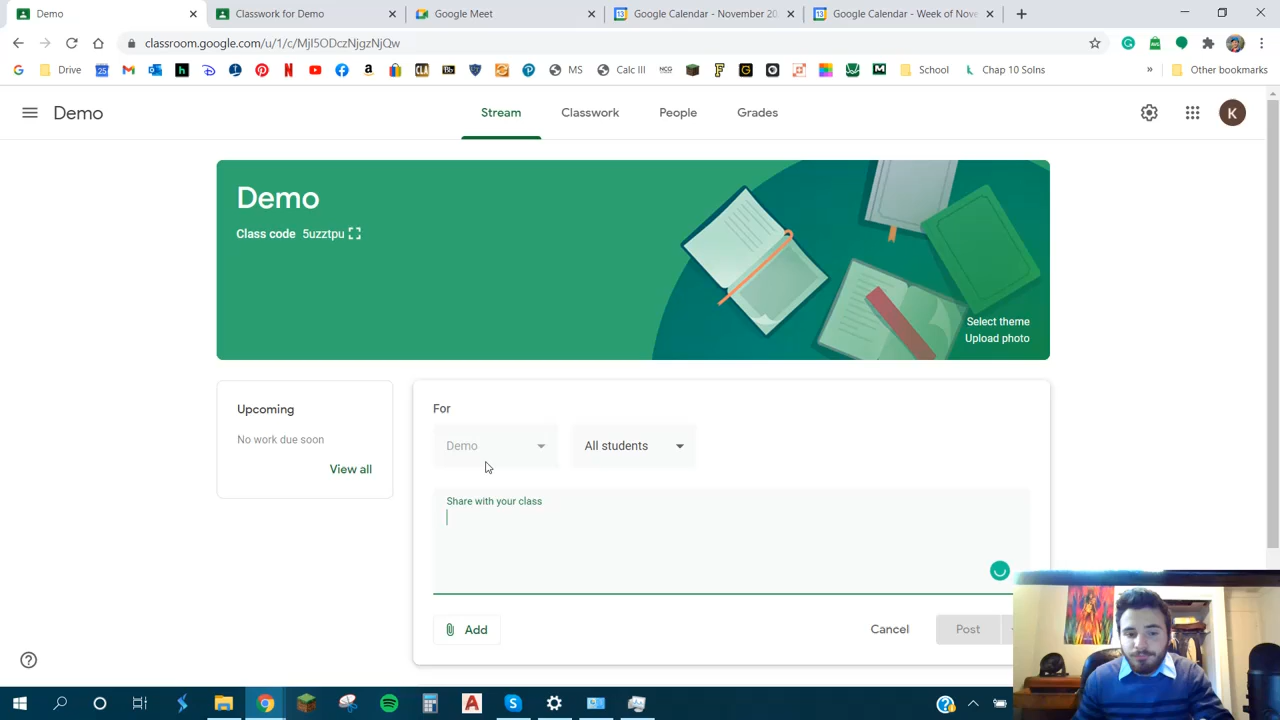 Demo
Classwork for Demo
Google Meet
Google Calendar - November 20
Google Calendar - Week of Nove
classroom.google.com/u/1/c/MjI5ODczNjgzNjQw
Drive
MS
Calc III
School
Chap 10 Solns
»
Other bookmarks
Demo
Stream
Classwork
People
Grades
K
Demo
Class code 5uzztpu
Select theme
Upload photo
Upcoming
No work due soon
View all
For
Demo
All students
Share with your class
Add
Cancel
Post